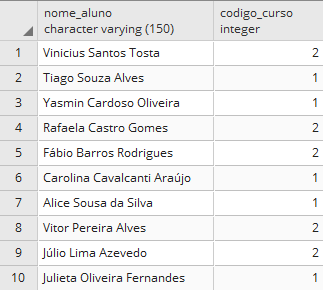 nome_aluno codigo_curso
character varying (150) integer
1 Vinicius Santos Tosta 2
2 Tiago Souza Alves 1
3 Yasmin Cardoso Oliveira 1
4 Rafaela Castro Gomes 2
5 Fábio Barros Rodrigues 2
6 Carolina Cavalcanti Araújo 1
7 Alice Sousa da Silva 1
8 Vitor Pereira Alves 2
9 Júlio Lima Azevedo 2
10 Julieta Oliveira Fernandes 1